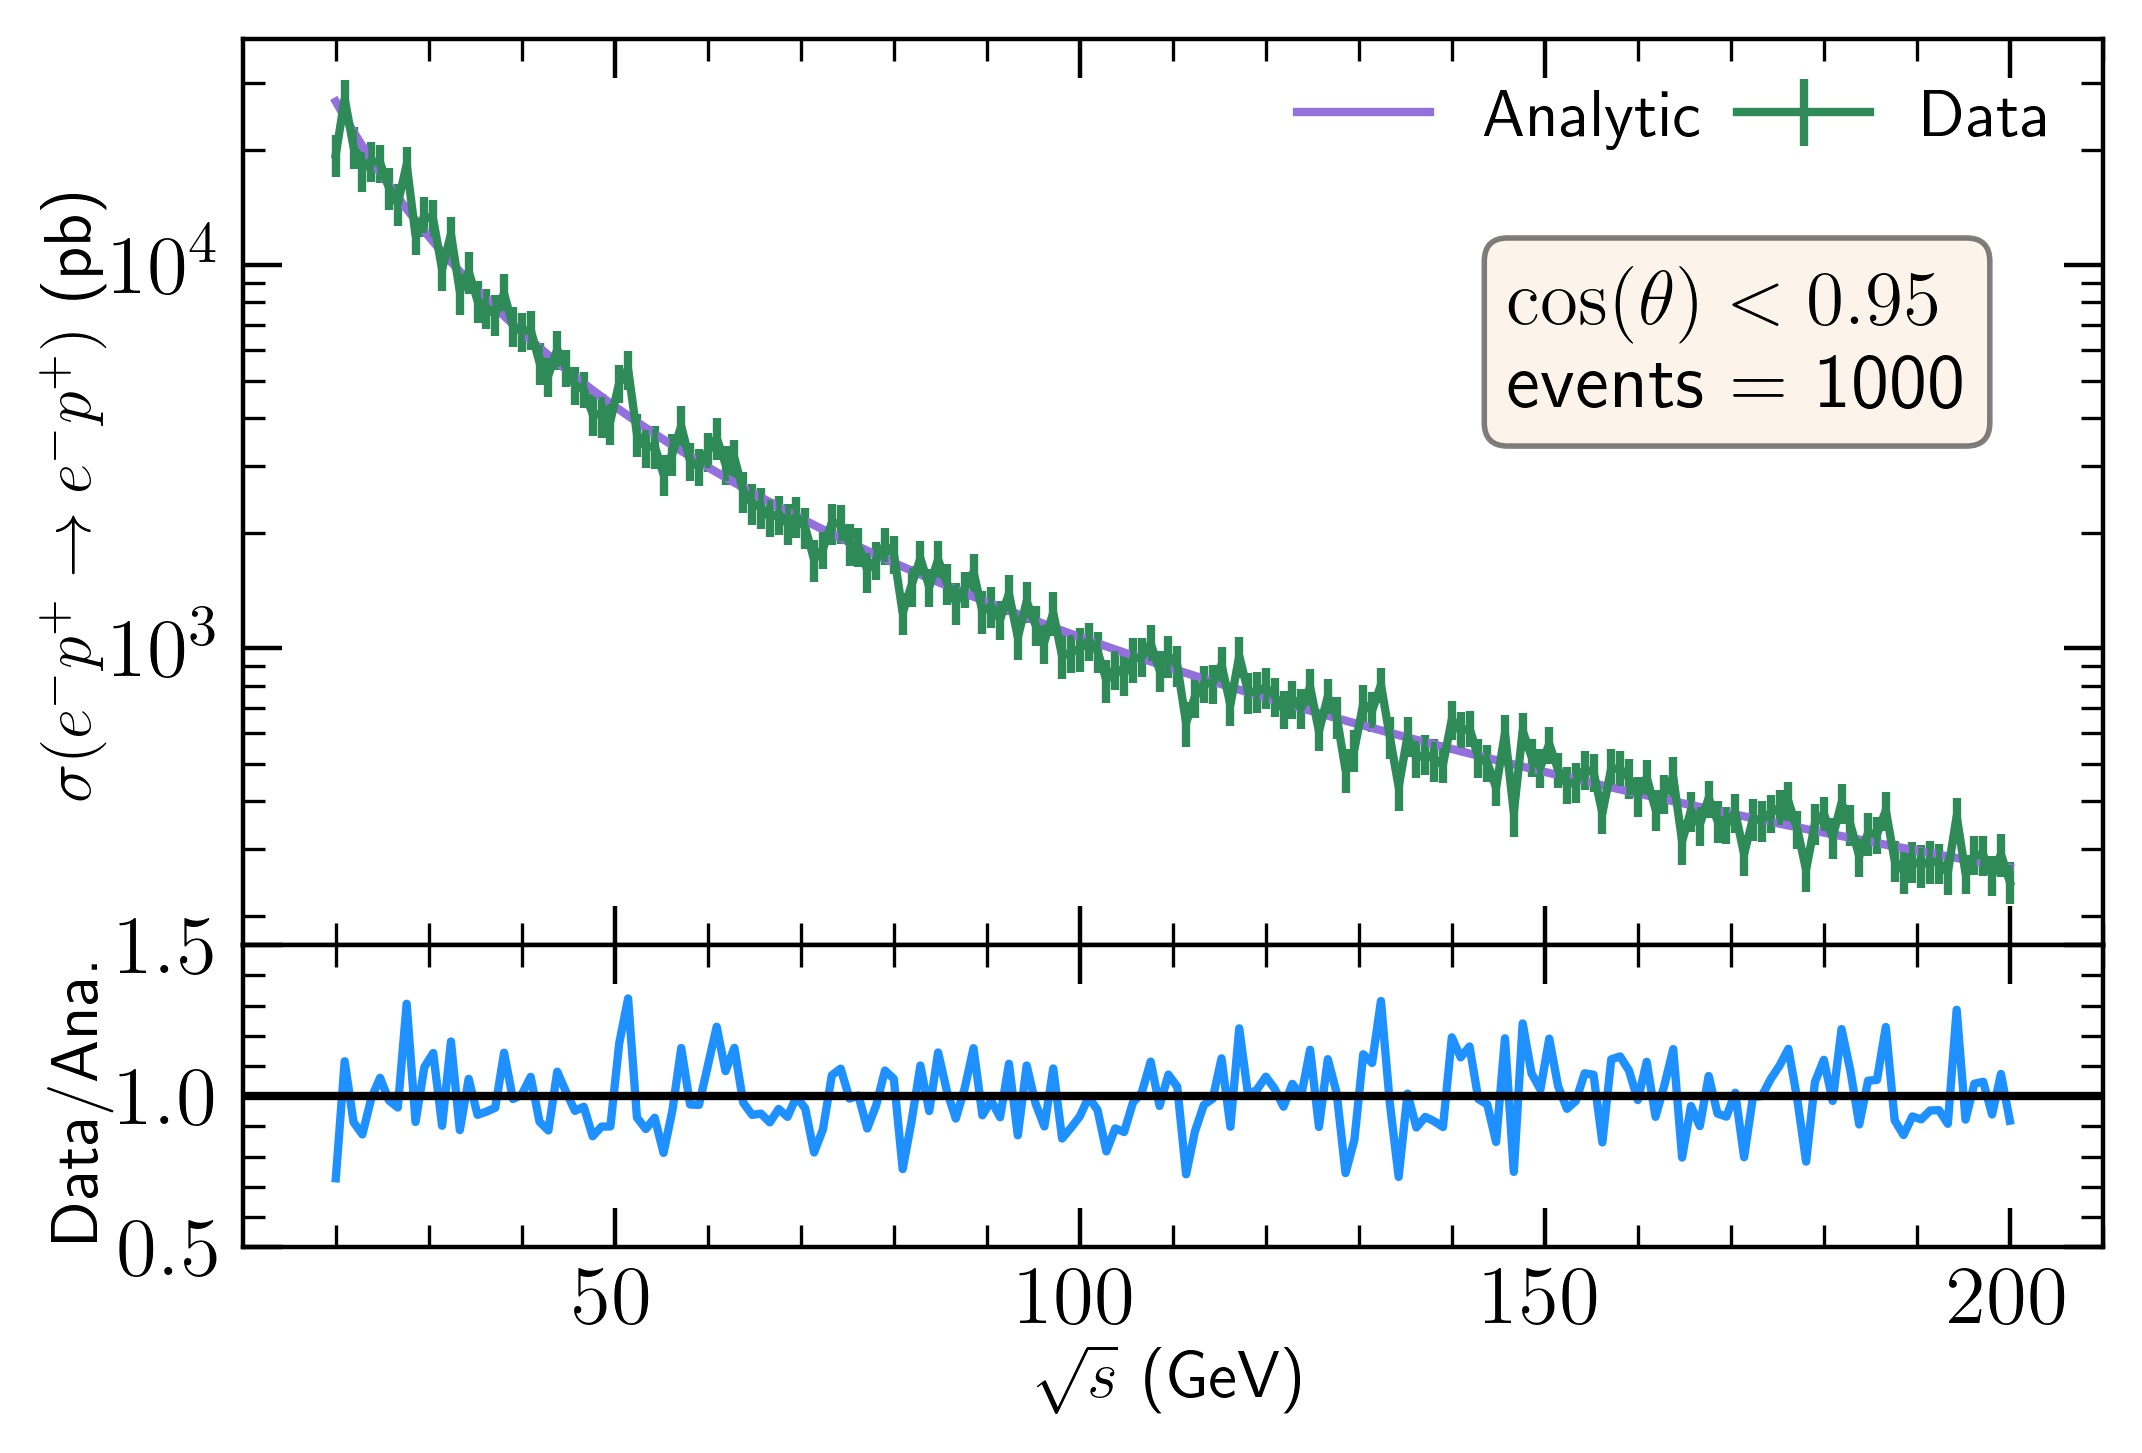 Analytic
Data
cos(θ) < 0.95
events = 1000
σ(e⁻p⁺ → e⁻p⁺) (pb)
10⁴
10³
Data/Ana.
1.5
1.0
0.5
50 100 150 200
√s (GeV)